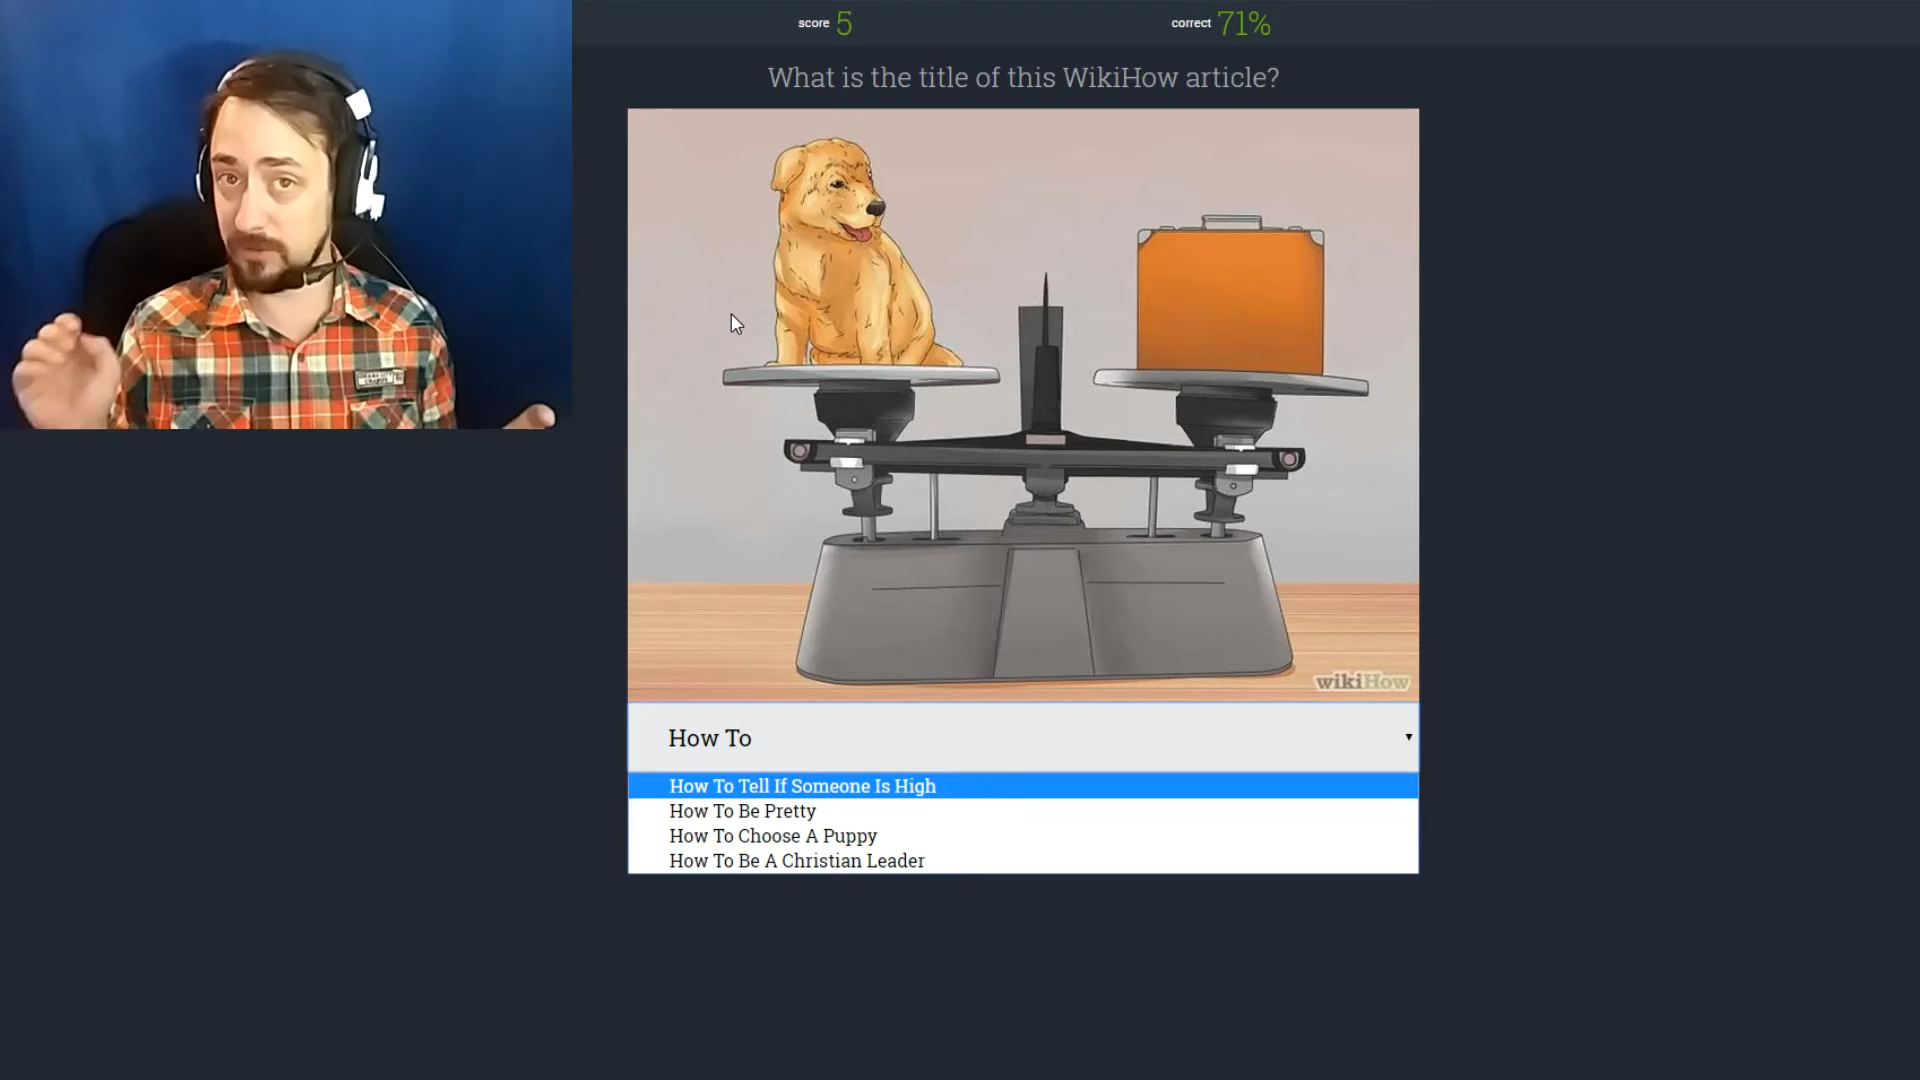 score 5
correct 71%
What is the title of this WikiHow article?
wikiHow
How To
How To Tell If Someone Is High
How To Be Pretty
How To Choose A Puppy
How To Be A Christian Leader